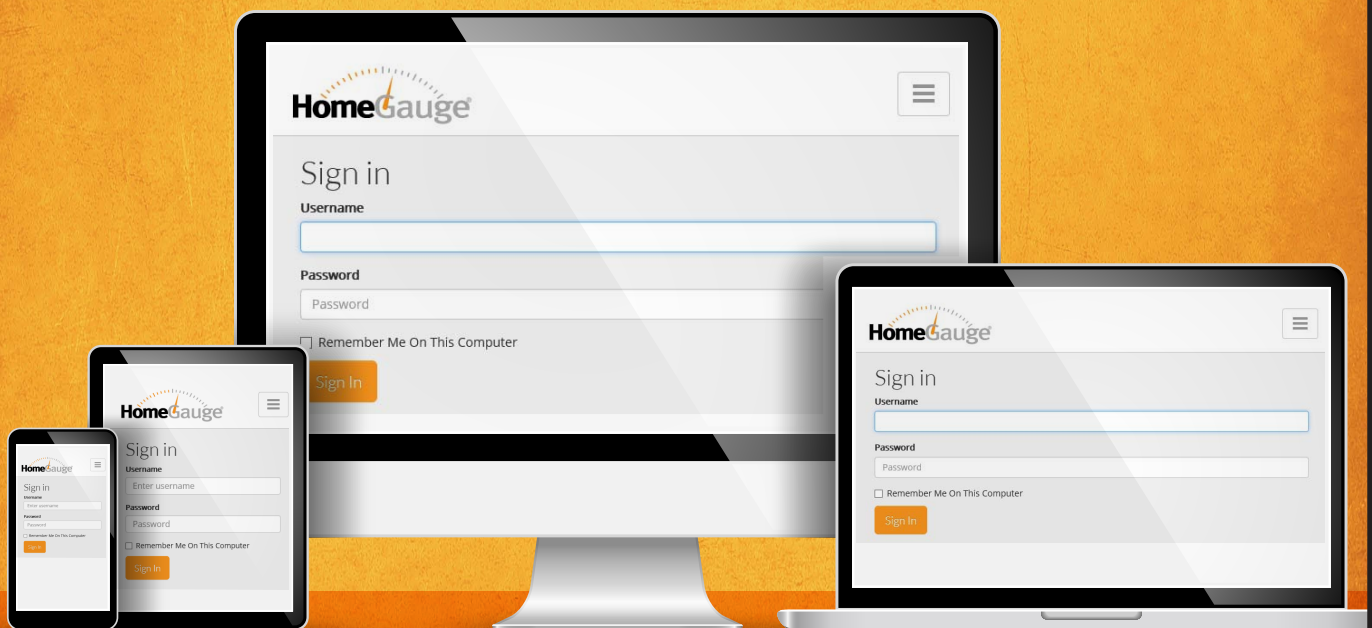 HomeGauge
Sign in
Username
Password
Password
Remember Me On This Computer
Sign In
HomeGauge
Sign in
Username
Password
Password
Remember Me On This Computer
Sign In
HomeGauge
Sign in
Username
Enter username
Password
Password
Remember Me On This Computer
Sign In
HomeGauge
Sign in
Username
Enter username
Password
Password
Remember Me On This Computer
Sign In